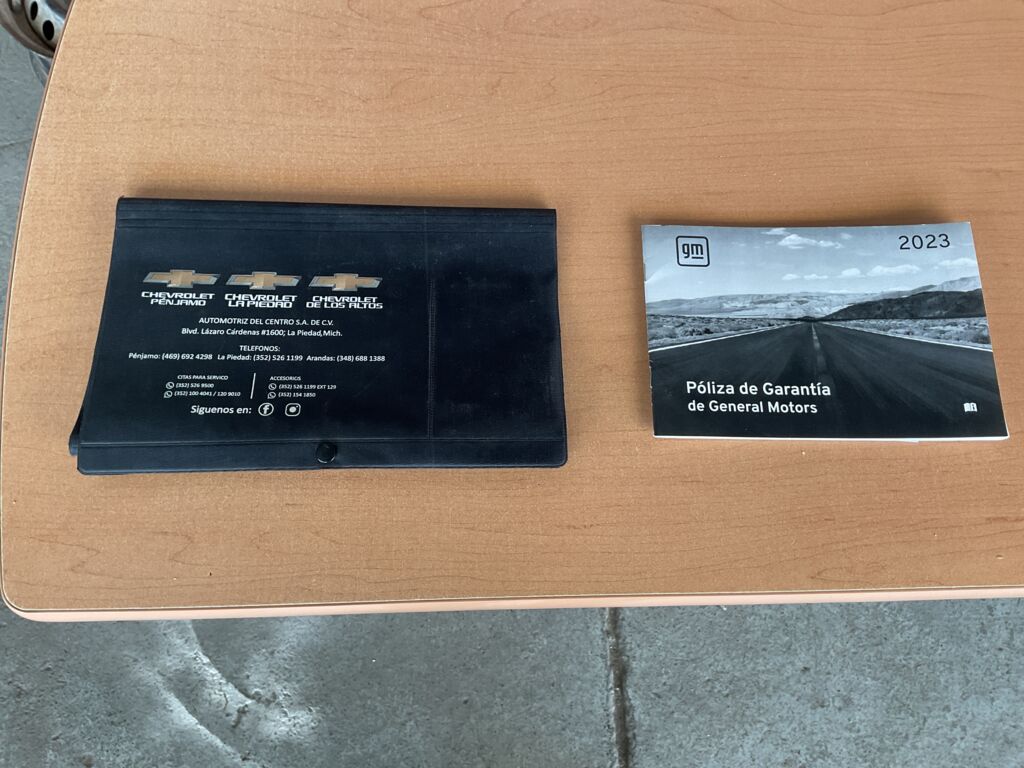 CHEVROLET
PÉNJAMO
CHEVROLET
LA PIEDAD
CHEVROLET
DE LOS ALTOS
AUTOMOTRIZ DEL CENTRO S.A. DE C.V.
Blvd. Lázaro Cárdenas #1600; La Piedad,Mich.
TELEFONOS:
Pénjamo: (469) 692 4298 La Piedad: (352) 526 1199 Arandas: (348) 688 1388
CITAS PARA SERVICO
(352) 526 9500
(352) 100 4041 / 120 9010
ACCESORIOS
(352) 526 1199 EXT 129
(352) 154 1850
Siguenos en:
gm
2023
Póliza de Garantía
de General Motors